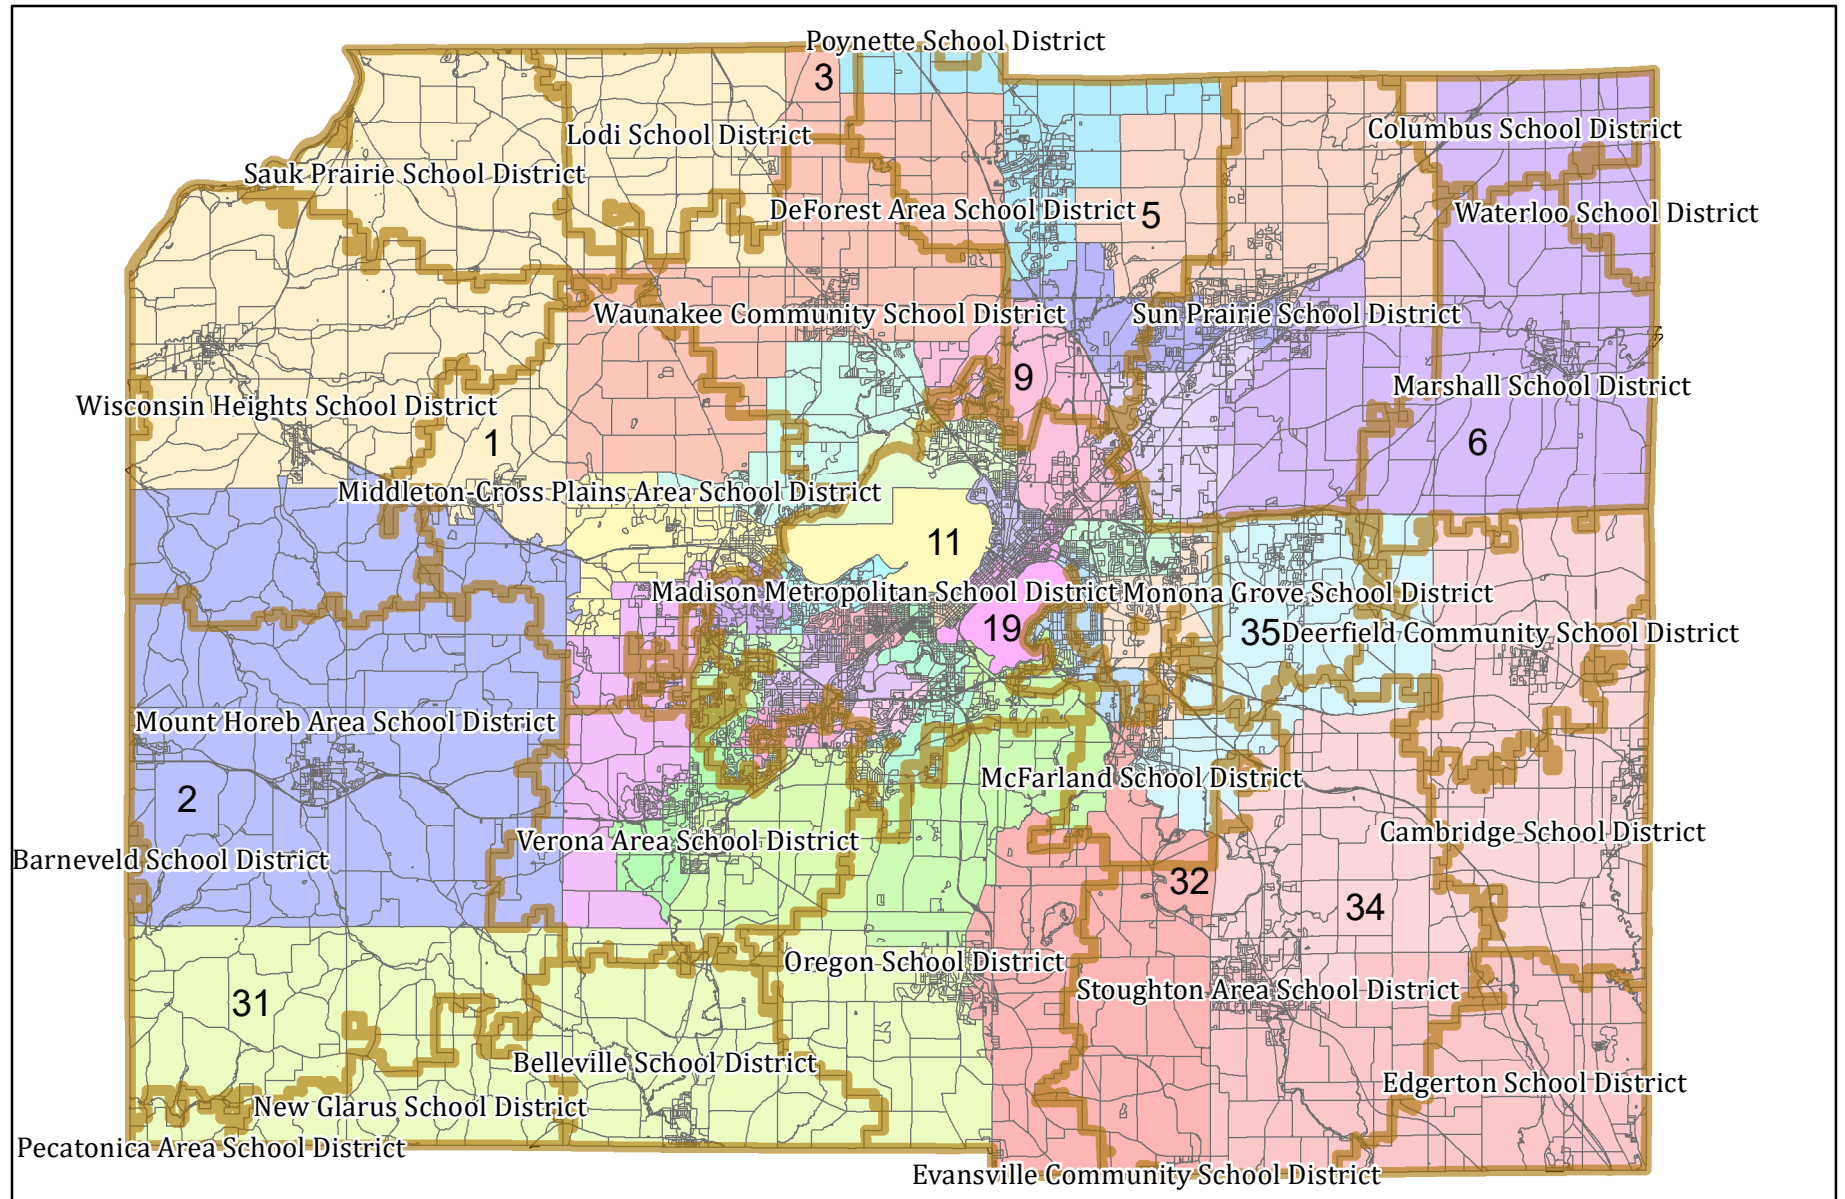 Poynette School District
3
Lodi School District
Columbus School District
Sauk Prairie School District
DeForest Area School District
5
Waterloo School District
Waunakee Community School District
Sun Prairie School District
9
Marshall School District
Wisconsin Heights School District
1
6
Middleton-Cross Plains Area School District
11
Madison Metropolitan School District
Monona Grove School District
19
35
Deerfield Community School District
Mount Horeb Area School District
2
McFarland School District
Verona Area School District
Cambridge School District
Barneveld School District
32
34
Oregon School District
Stoughton Area School District
31
Belleville School District
Edgerton School District
New Glarus School District
Pecatonica Area School District
Evansville Community School District